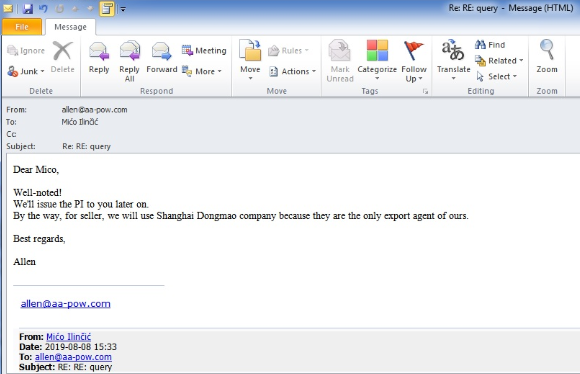 Re: RE: query - Message (HTML)
File
Message
Ignore
Junk
Delete
Delete
Reply
Reply All
Forward
Meeting
More
Respond
Move
Rules
Actions
Move
Mark Unread
Categorize
Follow Up
Tags
Translate
Find
Related
Select
Editing
Zoom
Zoom
From: allen@aa-pow.com
To: Mićo Ilinčić
Cc:
Subject: Re: RE: query
Dear Mico,
Well-noted!
We'll issue the PI to you later on.
By the way, for seller, we will use Shanghai Dongmao company because they are the only export agent of ours.
Best regards,
Allen
allen@aa-pow.com
From: Mićo Ilinčić
Date: 2019-08-08 15:33
To: allen@aa-pow.com
Subject: RE: RE: query